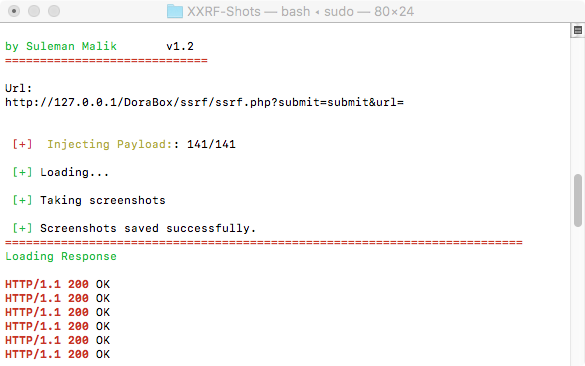 XXRF-Shots — bash • sudo — 80×24
by Suleman Malik v1.2
=============================
Url:
http://127.0.0.1/DoraBox/ssrf/ssrf.php?submit=submit&url=
[+] Injecting Payload:: 141/141
[+] Loading...
[+] Taking screenshots
[+] Screenshots saved successfully.
==========================================================================
Loading Response
HTTP/1.1 200 OK
HTTP/1.1 200 OK
HTTP/1.1 200 OK
HTTP/1.1 200 OK
HTTP/1.1 200 OK
HTTP/1.1 200 OK